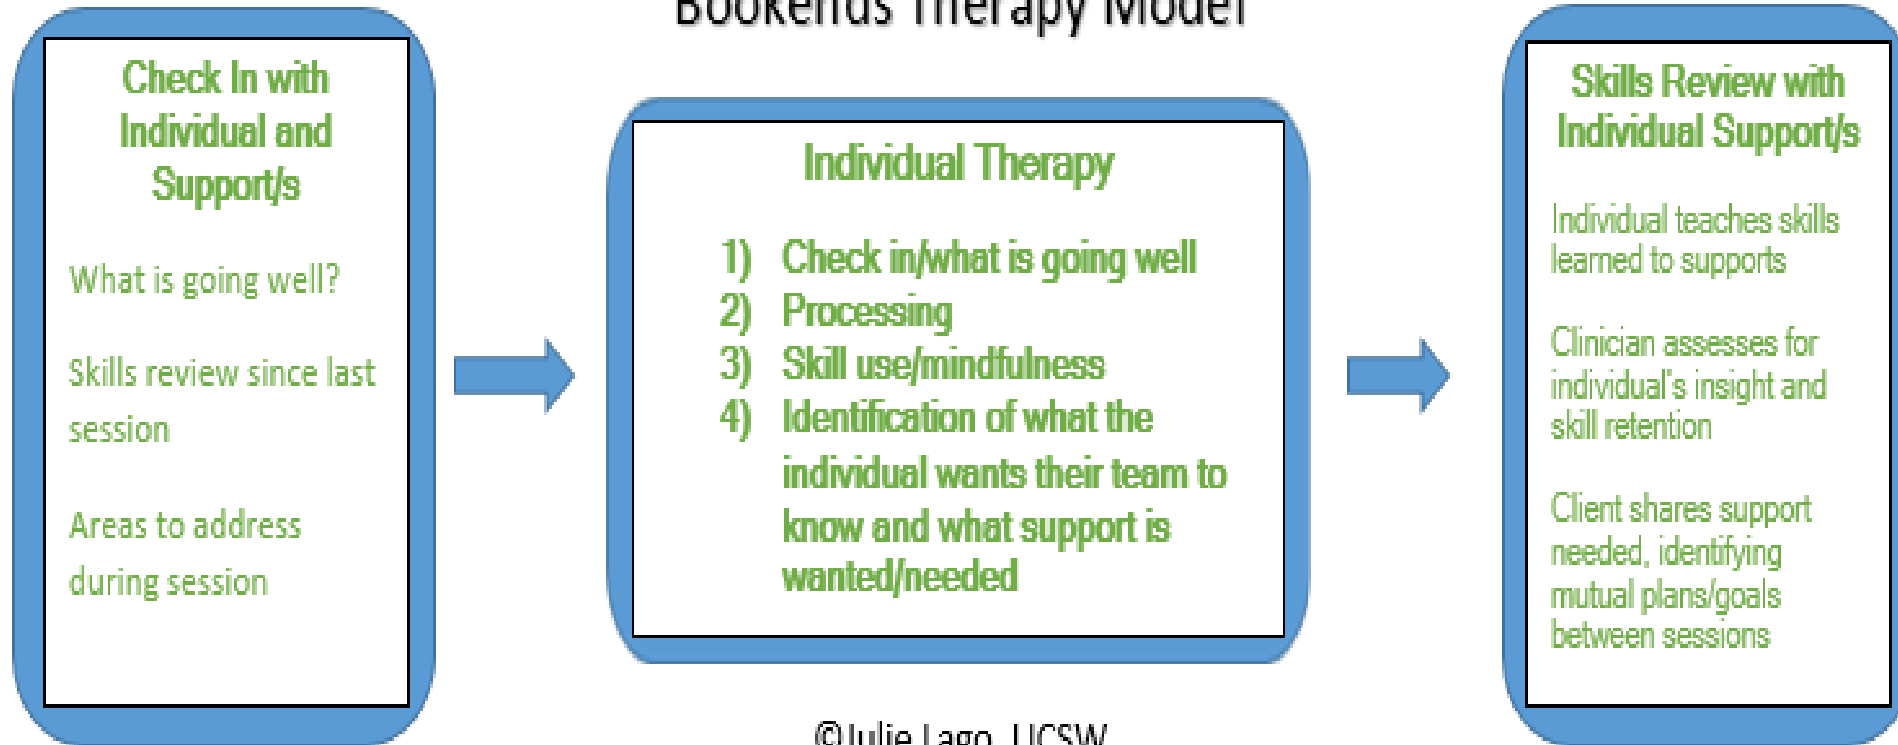 Bookends Therapy Model
Check In with
Individual and
Support/s
What is going well?
Skills review since last
session
Areas to address
during session
Individual Therapy
1) Check in/what is going well
2) Processing
3) Skill use/mindfulness
4) Identification of what the
individual wants their team to
know and what support is
wanted/needed
Skills Review with
Individual Support/s
Individual teaches skills
learned to supports
Clinician assesses for
individual's insight and
skill retention
Client shares support
needed, identifying
mutual plans/goals
between sessions
©Julie Lago, LICSW